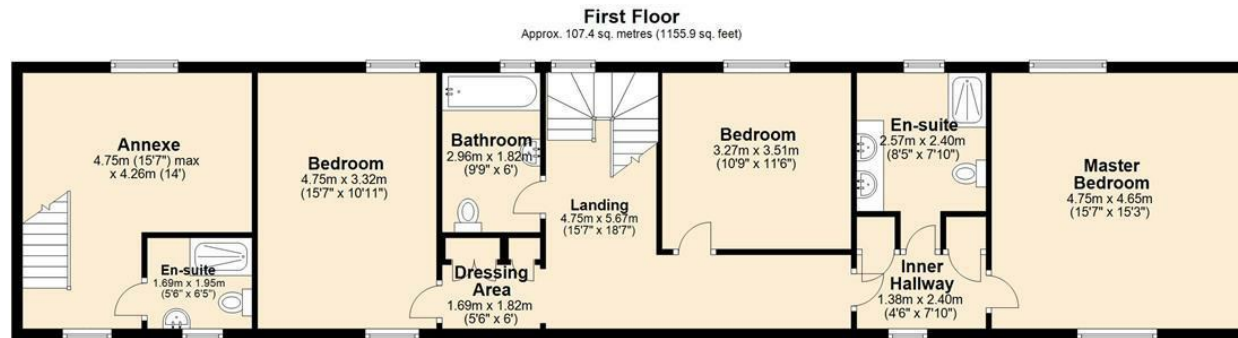 First Floor
Approx. 107.4 sq. metres (1155.9 sq. feet)
Annexe
4.75m (15'7") max
x 4.26m (14')
En-suite
1.69m x 1.95m
(5'6" x 6'5")
Bedroom
4.75m x 3.32m
(15'7" x 10'11")
Bathroom
2.96m x 1.82m
(9'9" x 6')
Dressing
Area
1.69m x 1.82m
(5'6" x 6')
Landing
4.75m x 5.67m
(15'7" x 18'7")
Bedroom
3.27m x 3.51m
(10'9" x 11'6")
En-suite
2.57m x 2.40m
(8'5" x 7'10")
Inner
Hallway
1.38m x 2.40m
(4'6" x 7'10")
Master
Bedroom
4.75m x 4.65m
(15'7" x 15'3")